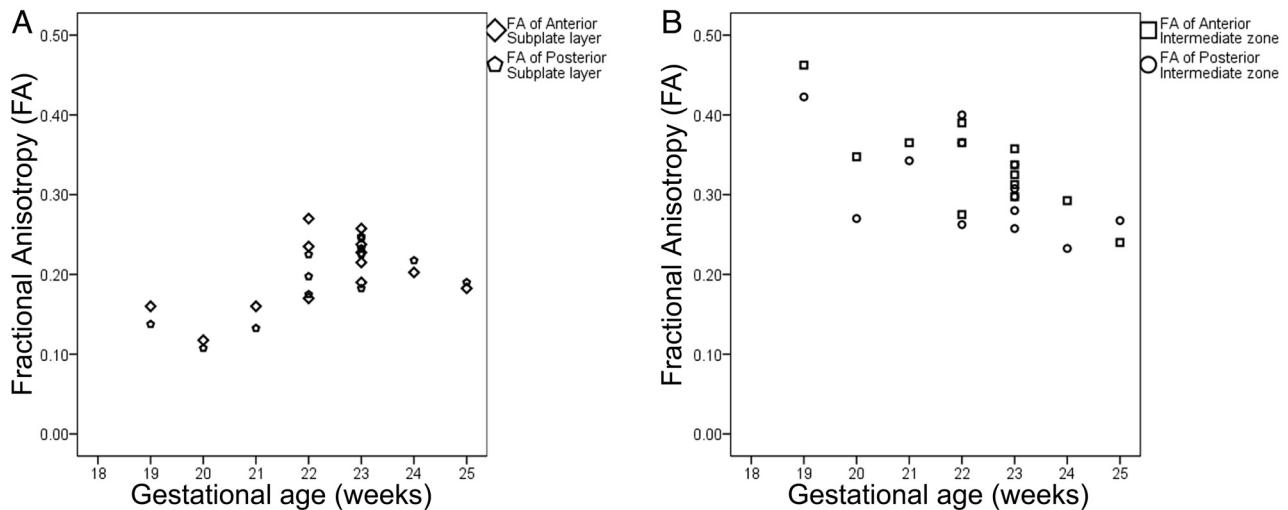 A
FA of Anterior
Subplate layer
FA of Posterior
Subplate layer
Fractional Anisotropy (FA)
0.50
0.40
0.30
0.20
0.10
0.00
18 19 20 21 22 23 24 25
Gestational age (weeks)
B
FA of Anterior
Intermediate zone
FA of Posterior
Intermediate zone
Fractional Anisotropy (FA)
0.50
0.40
0.30
0.20
0.10
0.00
18 19 20 21 22 23 24 25
Gestational age (weeks)